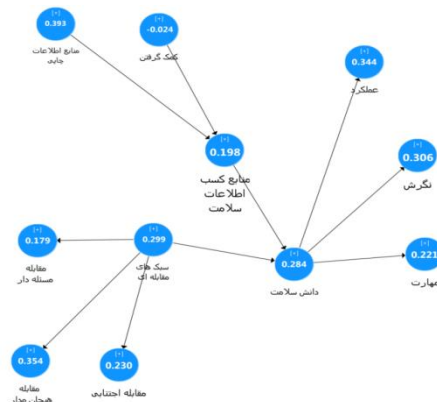 [+]
0.393
منابع اطلاعات
چاپی
[+]
-0.024
کمک گرفتن
[+]
0.344
عملکرد
[+]
0.198
منابع کسب
اطلاعات
سلامت
[+]
0.306
نگرش
[+]
0.179
مقابله
مسئله دار
[+]
0.299
سبک های
مقابله ای
[+]
0.284
دانش سلامت
[+]
0.221
مهارت
[+]
0.354
مقابله
هیجان مدار
[+]
0.230
مقابله اجتنابی